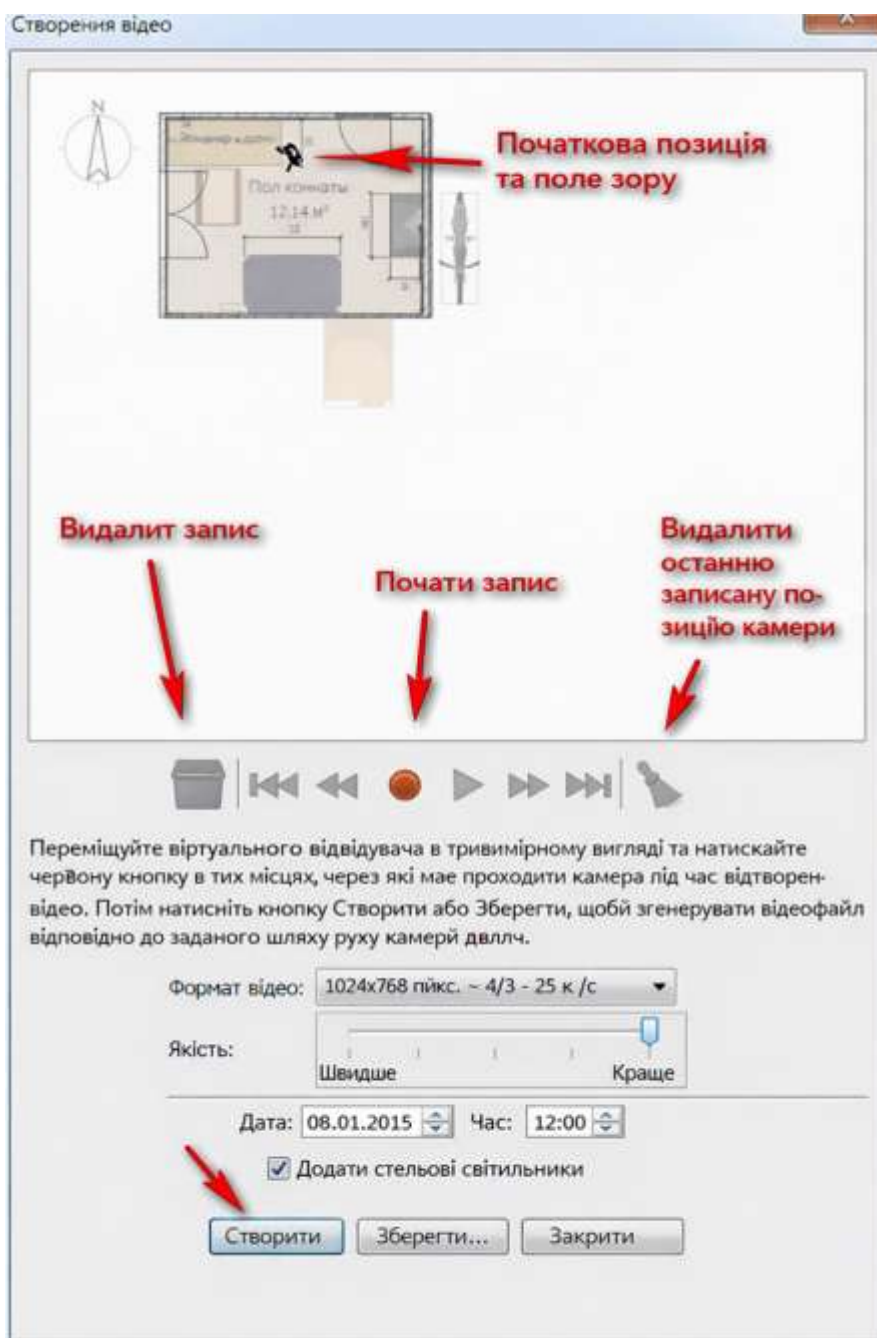 Створення відео
N
Початкова позиція
та поле зору
Пол комнаты
12.14 м²
Видалит запис
Почати запис
Видалити
останню
записану по-
зицію камери
Переміщуйте віртуального відвідувача в тривимірному вигляді та натискайте
червону кнопку в тих місцях, через які має проходити камера під час відтворен-
відео. Потім натисніть кнопку Створити або Зберегти, щобй згенерувати відеофайл
відповідно до заданого шляху руху камерй двллч.
Формат відео: 1024x768 пйкс. ~ 4/3 - 25 к /с
Якість:
Швидше Краще
Дата: 08.01.2015 Час: 12:00
Додати стельові світильники
Створити Зберегти... Закрити